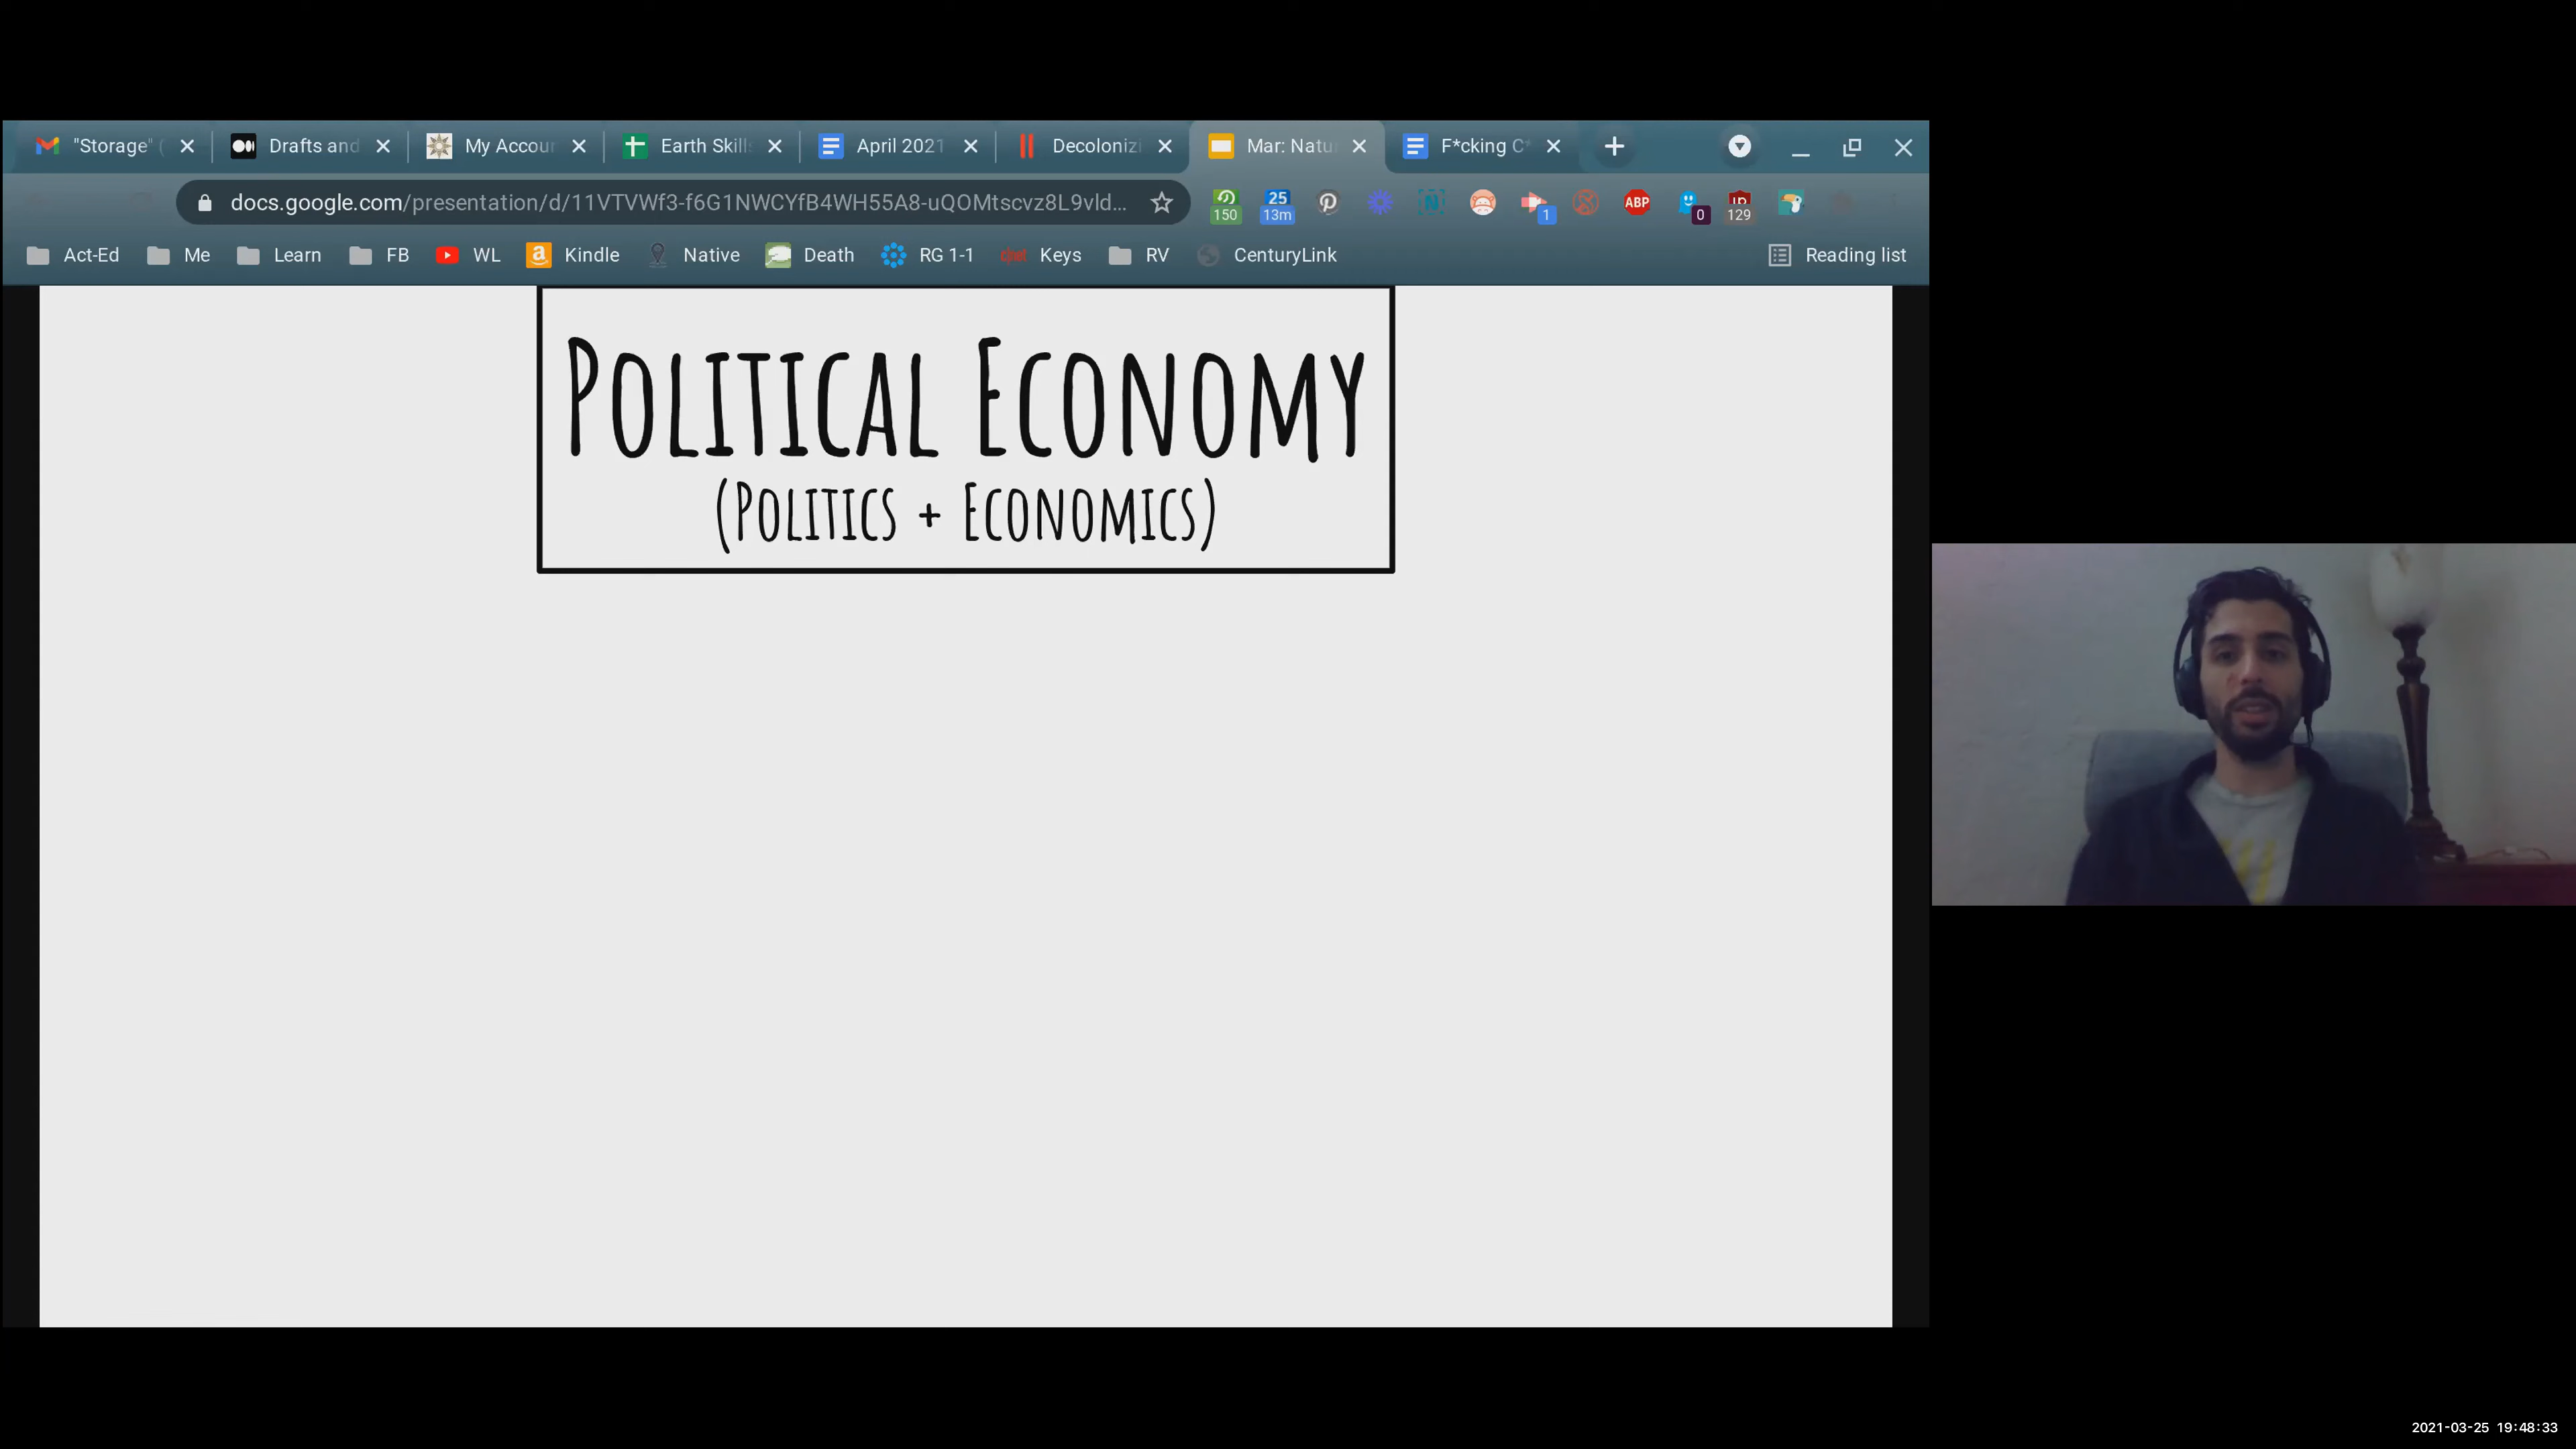 "Storage" (
Drafts and
My Accour
Earth Skill
April 2021
Decolonizi
Mar: Natu
F*cking C*
docs.google.com/presentation/d/11VTVWf3-f6G1NWCYfB4WH55A8-uQOMtscvz8L9vld...
150
25
13m
N
1
ABP
0
129
Act-Ed
Me
Learn
FB
WL
Kindle
Native
Death
RG 1-1
Keys
RV
CenturyLink
Reading list
POLITICAL ECONOMY
(POLITICS + ECONOMICS)
2021-03-25 19:48:33